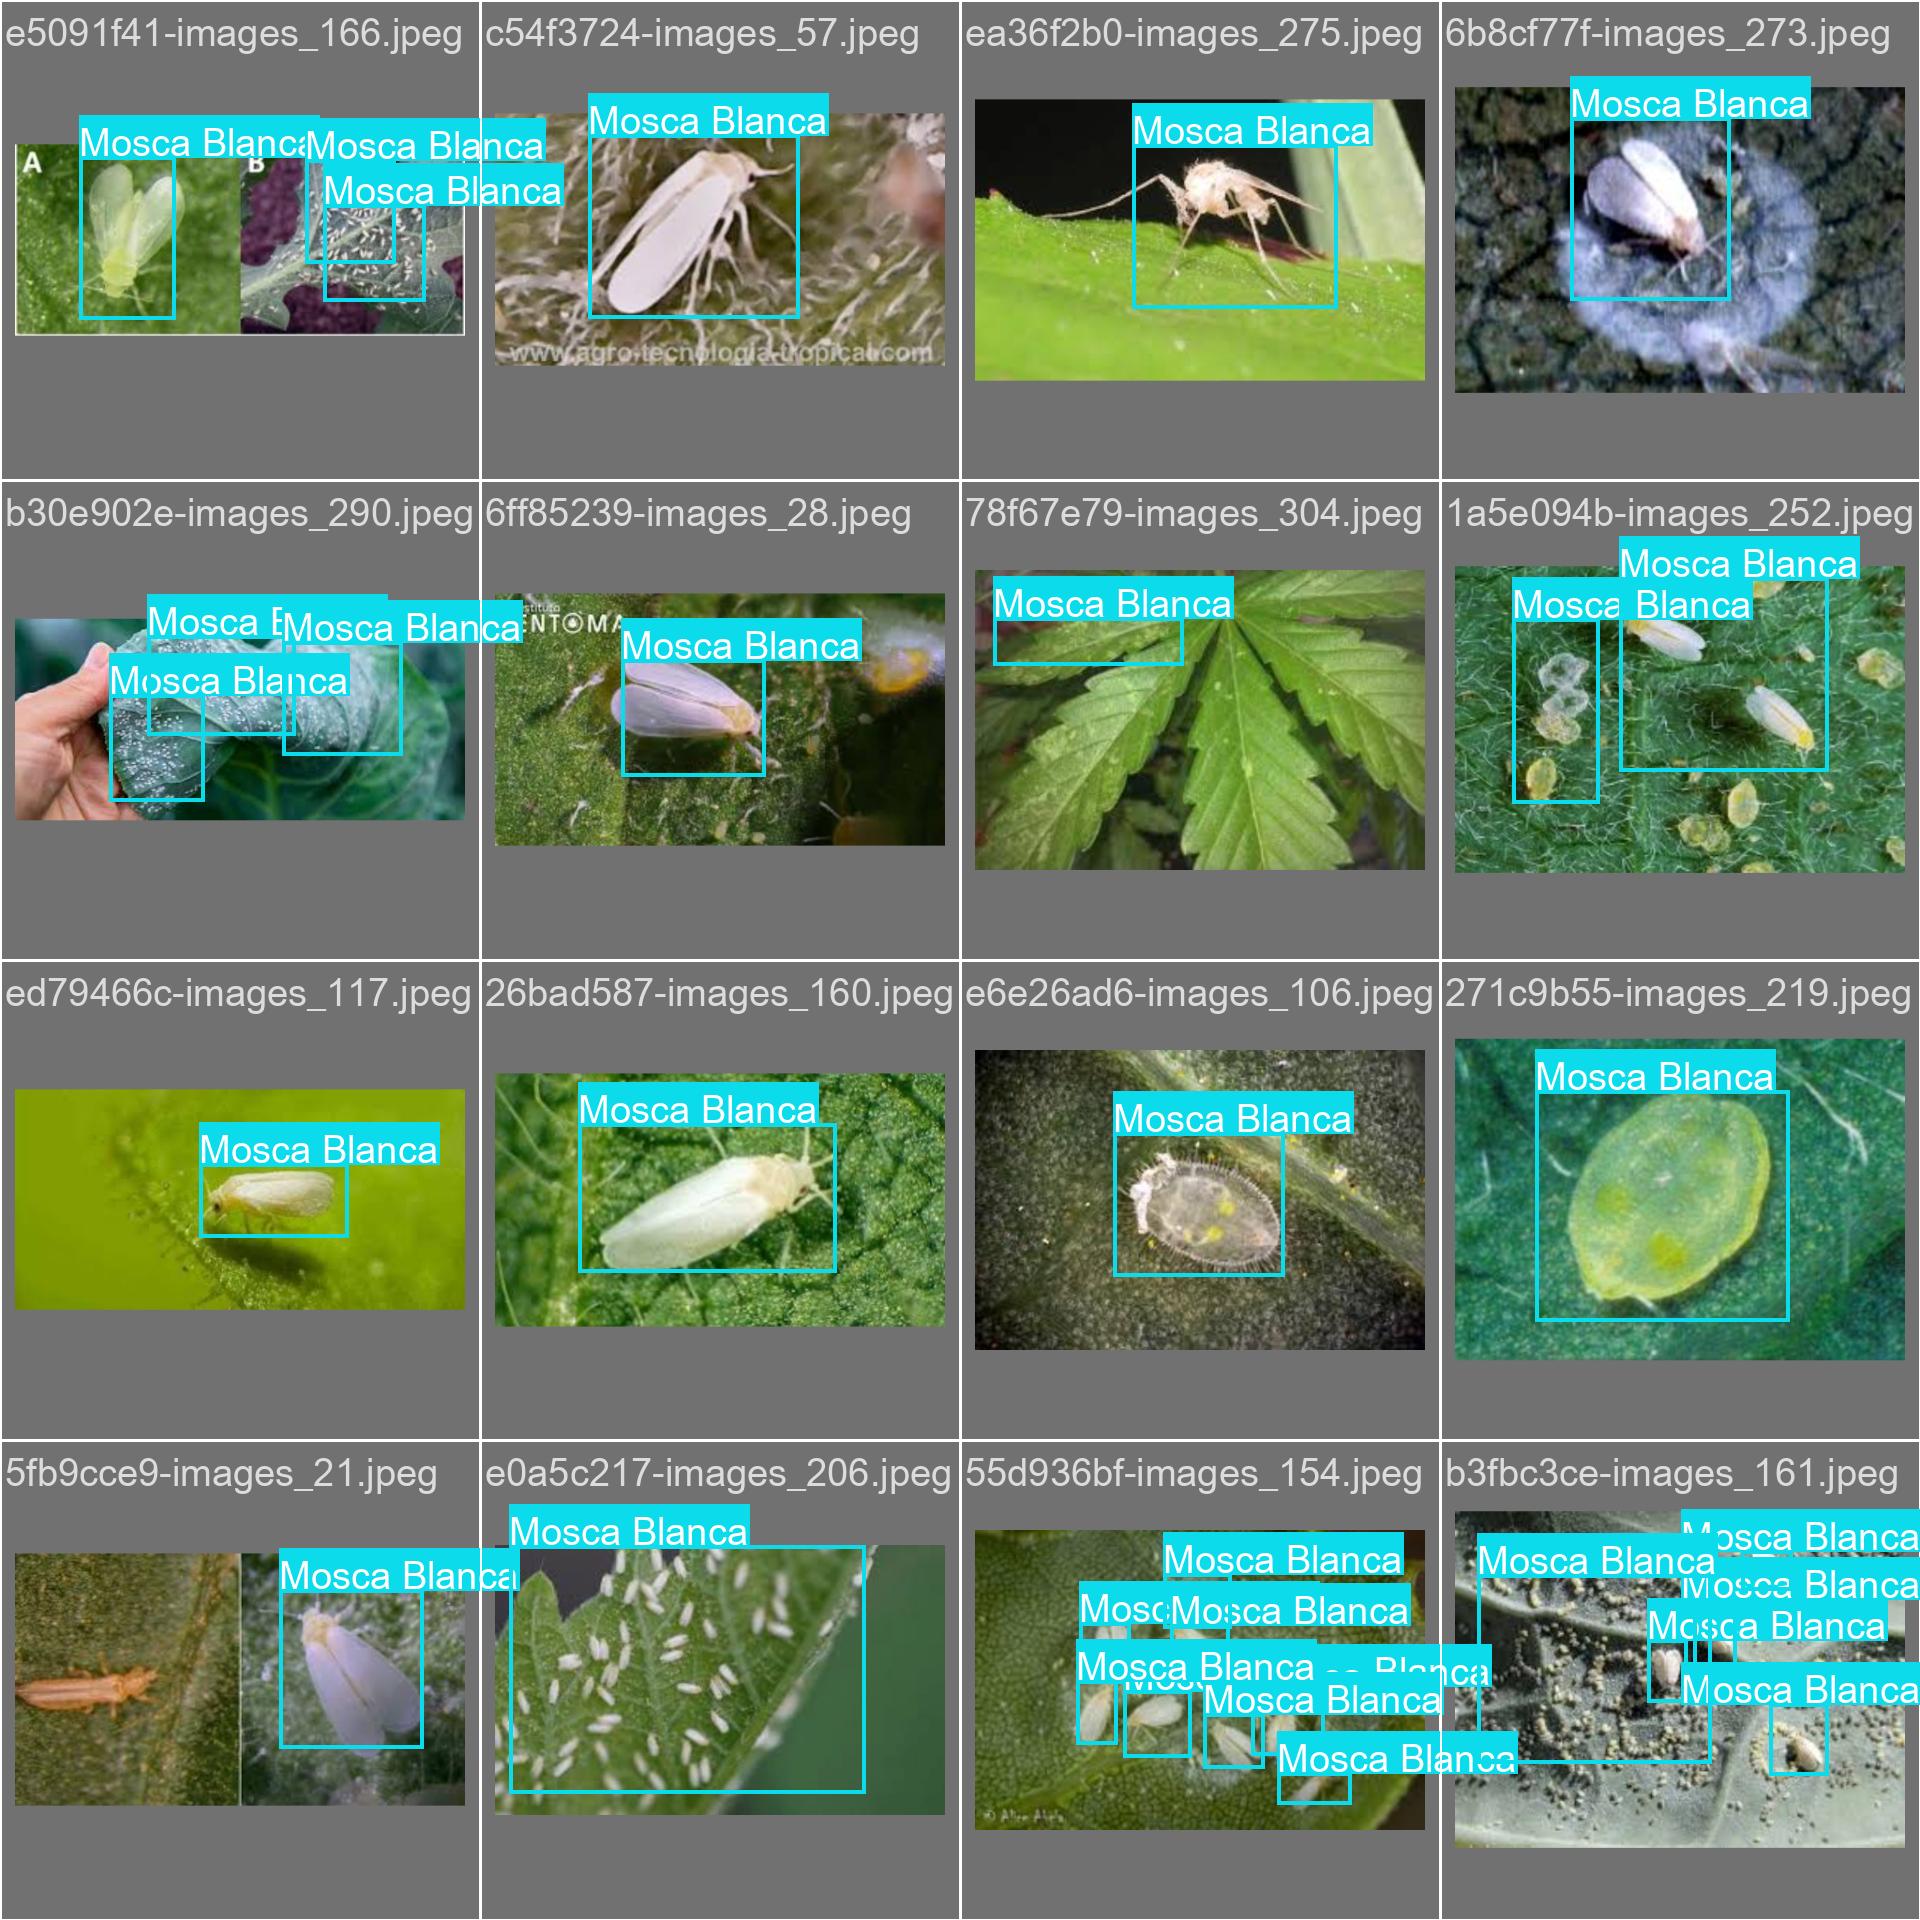 e5091f41-images_166.jpeg
c54f3724-images_57.jpeg
ea36f2b0-images_275.jpeg
6b8cf77f-images_273.jpeg
Mosca Blanca
Mosca Blanca
Mosca Blanca
A
B
Mosca Blanca
www.agro-tecnologia-tropical.com
Mosca Blanca
Mosca Blanca
b30e902e-images_290.jpeg
6ff85239-images_28.jpeg
78f67e79-images_304.jpeg
1a5e094b-images_252.jpeg
Mosca
Mosca Blanca
Mosca Blanca
Mosca Blanca
Mosca Blanca
Mosca Blanca
Mosca Blanca
ed79466c-images_117.jpeg
26bad587-images_160.jpeg
e6e26ad6-images_106.jpeg
271c9b55-images_219.jpeg
Mosca Blanca
Mosca Blanca
Mosca Blanca
Mosca Blanca
5fb9cce9-images_21.jpeg
e0a5c217-images_206.jpeg
55d936bf-images_154.jpeg
b3fbc3ce-images_161.jpeg
Mosca Blanca
Mosca Blanca
Mosca Blanca
Mosca Blanca
Mosca Blanca
Blanca
Mosca Blanca
Mosca Blanca
Mosca Blanca
Mosca Blanca
Mosca Blanca
Mosca Blanca
Mosca Blanca